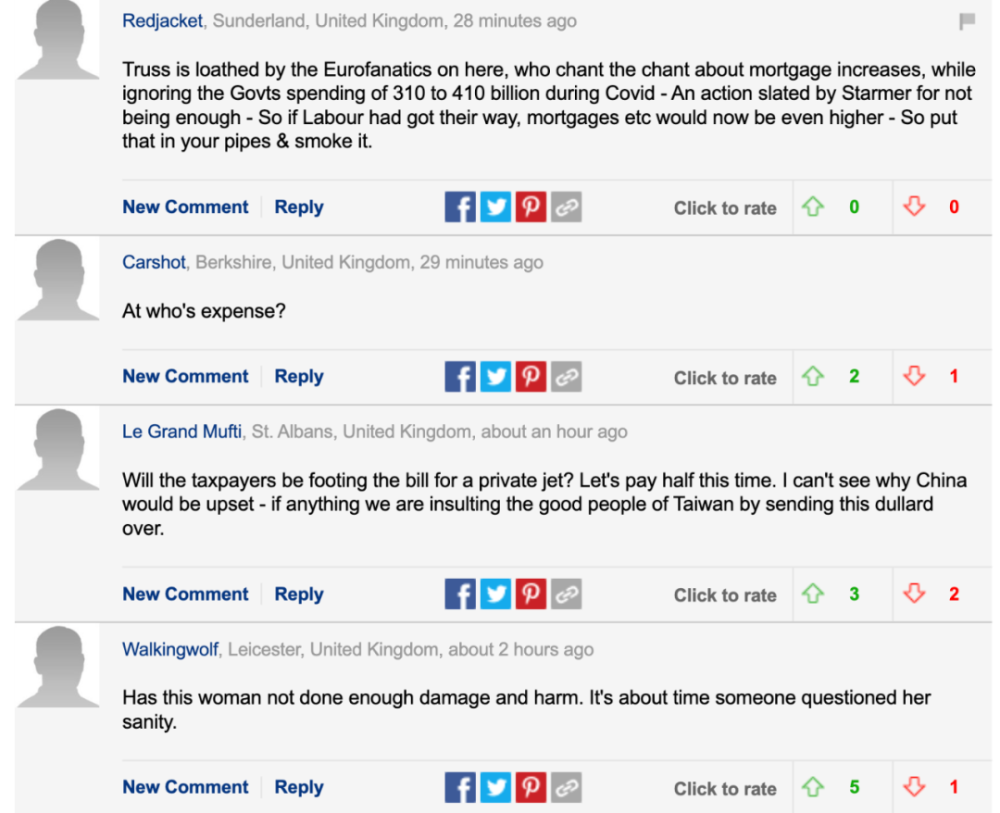 Redjacket, Sunderland, United Kingdom, 28 minutes ago
Truss is loathed by the Eurofanatics on here, who chant the chant about mortgage increases, while
ignoring the Govts spending of 310 to 410 billion during Covid - An action slated by Starmer for not
being enough - So if Labour had got their way, mortgages etc would now be even higher - So put
that in your pipes & smoke it.
New Comment Reply Click to rate 0 0
Carshot, Berkshire, United Kingdom, 29 minutes ago
At who's expense?
New Comment Reply Click to rate 2 1
Le Grand Mufti, St. Albans, United Kingdom, about an hour ago
Will the taxpayers be footing the bill for a private jet? Let's pay half this time. I can't see why China
would be upset - if anything we are insulting the good people of Taiwan by sending this dullard
over.
New Comment Reply Click to rate 3 2
Walkingwolf, Leicester, United Kingdom, about 2 hours ago
Has this woman not done enough damage and harm. It's about time someone questioned her
sanity.
New Comment Reply Click to rate 5 1